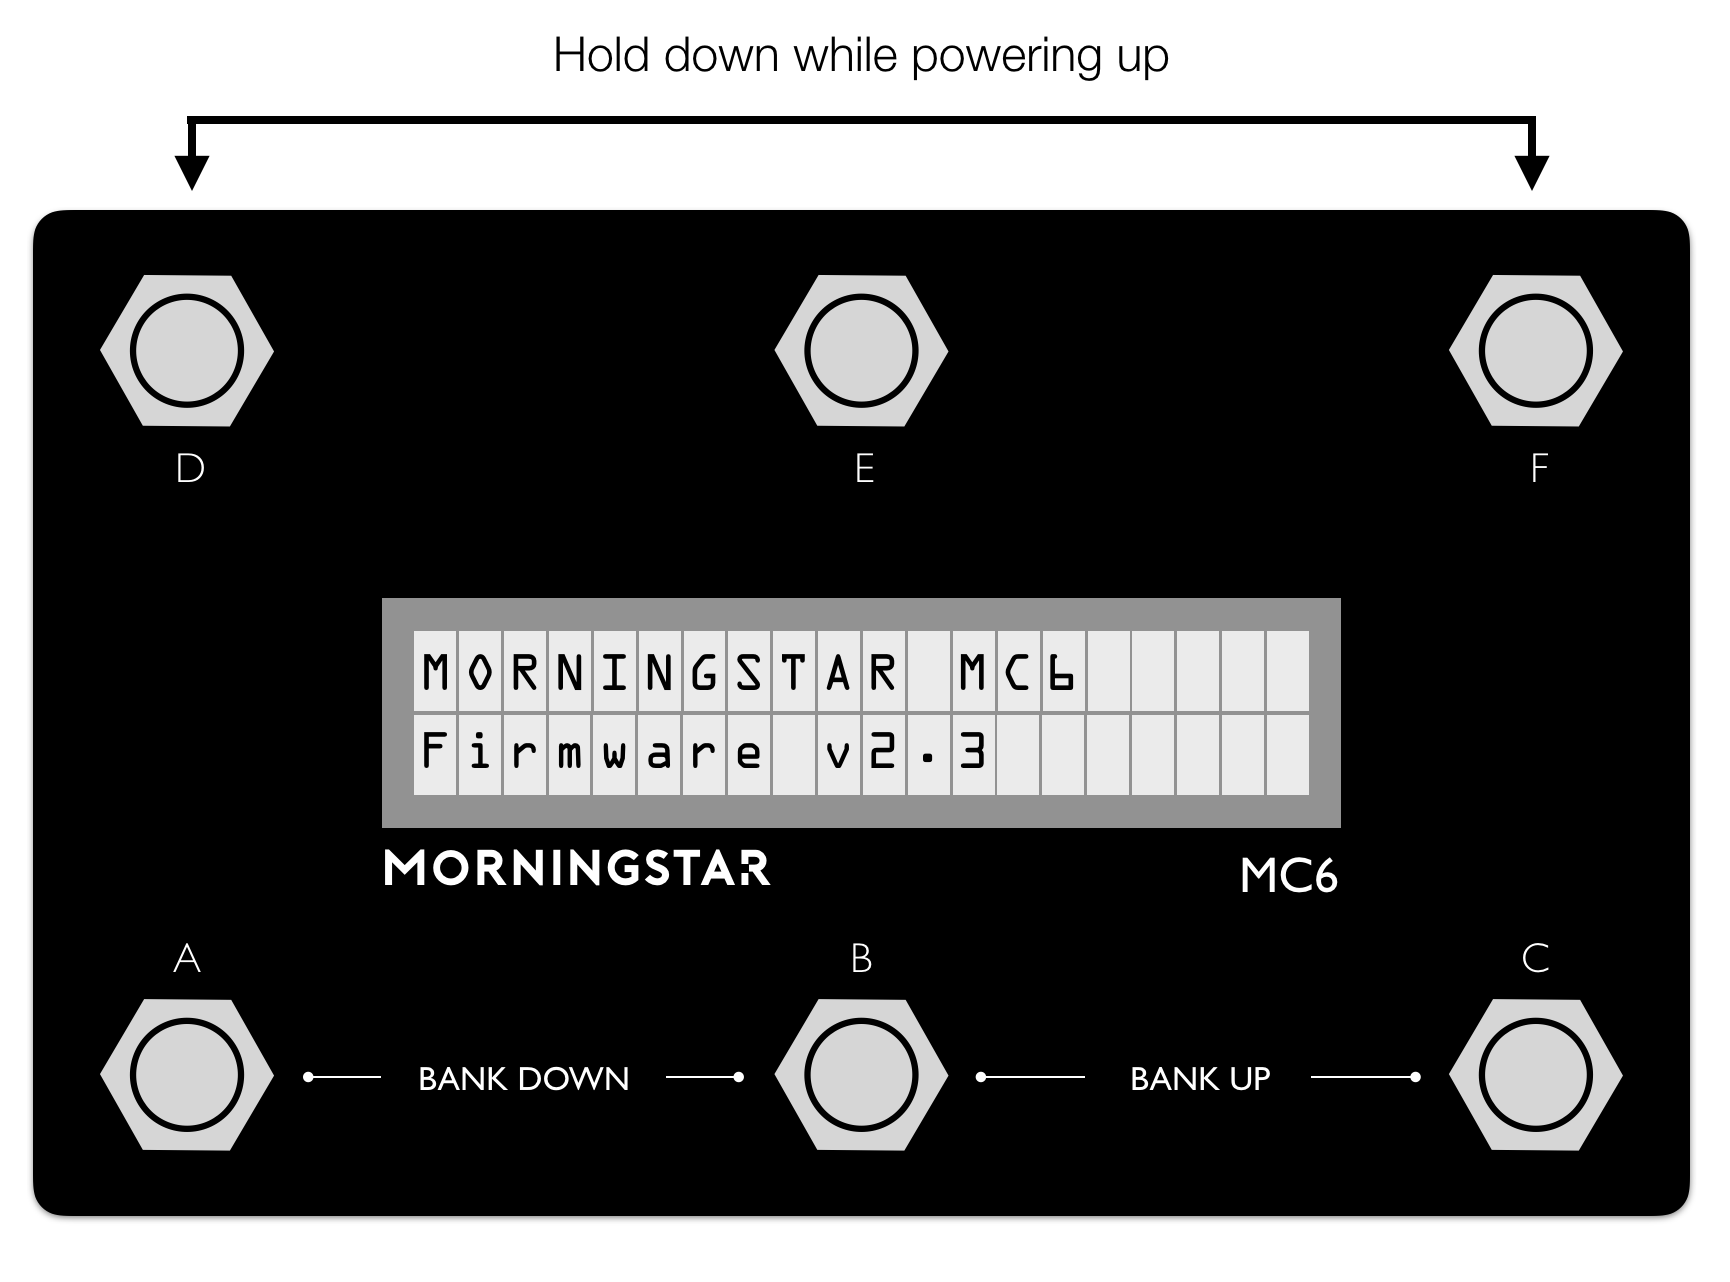 Hold down while powering up
D E F
MORNINGSTAR MC6
Firmware v2.3
MORNINGSTAR MC6
A B C
BANK DOWN BANK UP